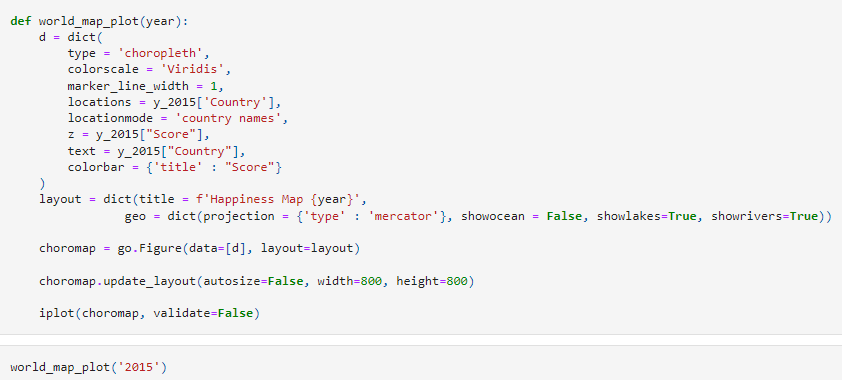 def world_map_plot(year):
    d = dict(
        type = 'choropleth',
        colorscale = 'Viridis',
        marker_line_width = 1,
        locations = y_2015['Country'],
        locationmode = 'country names',
        z = y_2015["Score"],
        text = y_2015["Country"],
        colorbar = {'title' : "Score"}
    )
    layout = dict(title = f'Happiness Map {year}',
                geo = dict(projection = {'type' : 'mercator'}, showocean = False, showlakes=True, showrivers=True))
    choromap = go.Figure(data=[d], layout=layout)
    choromap.update_layout(autosize=False, width=800, height=800)
    iplot(choromap, validate=False)
world_map_plot('2015')